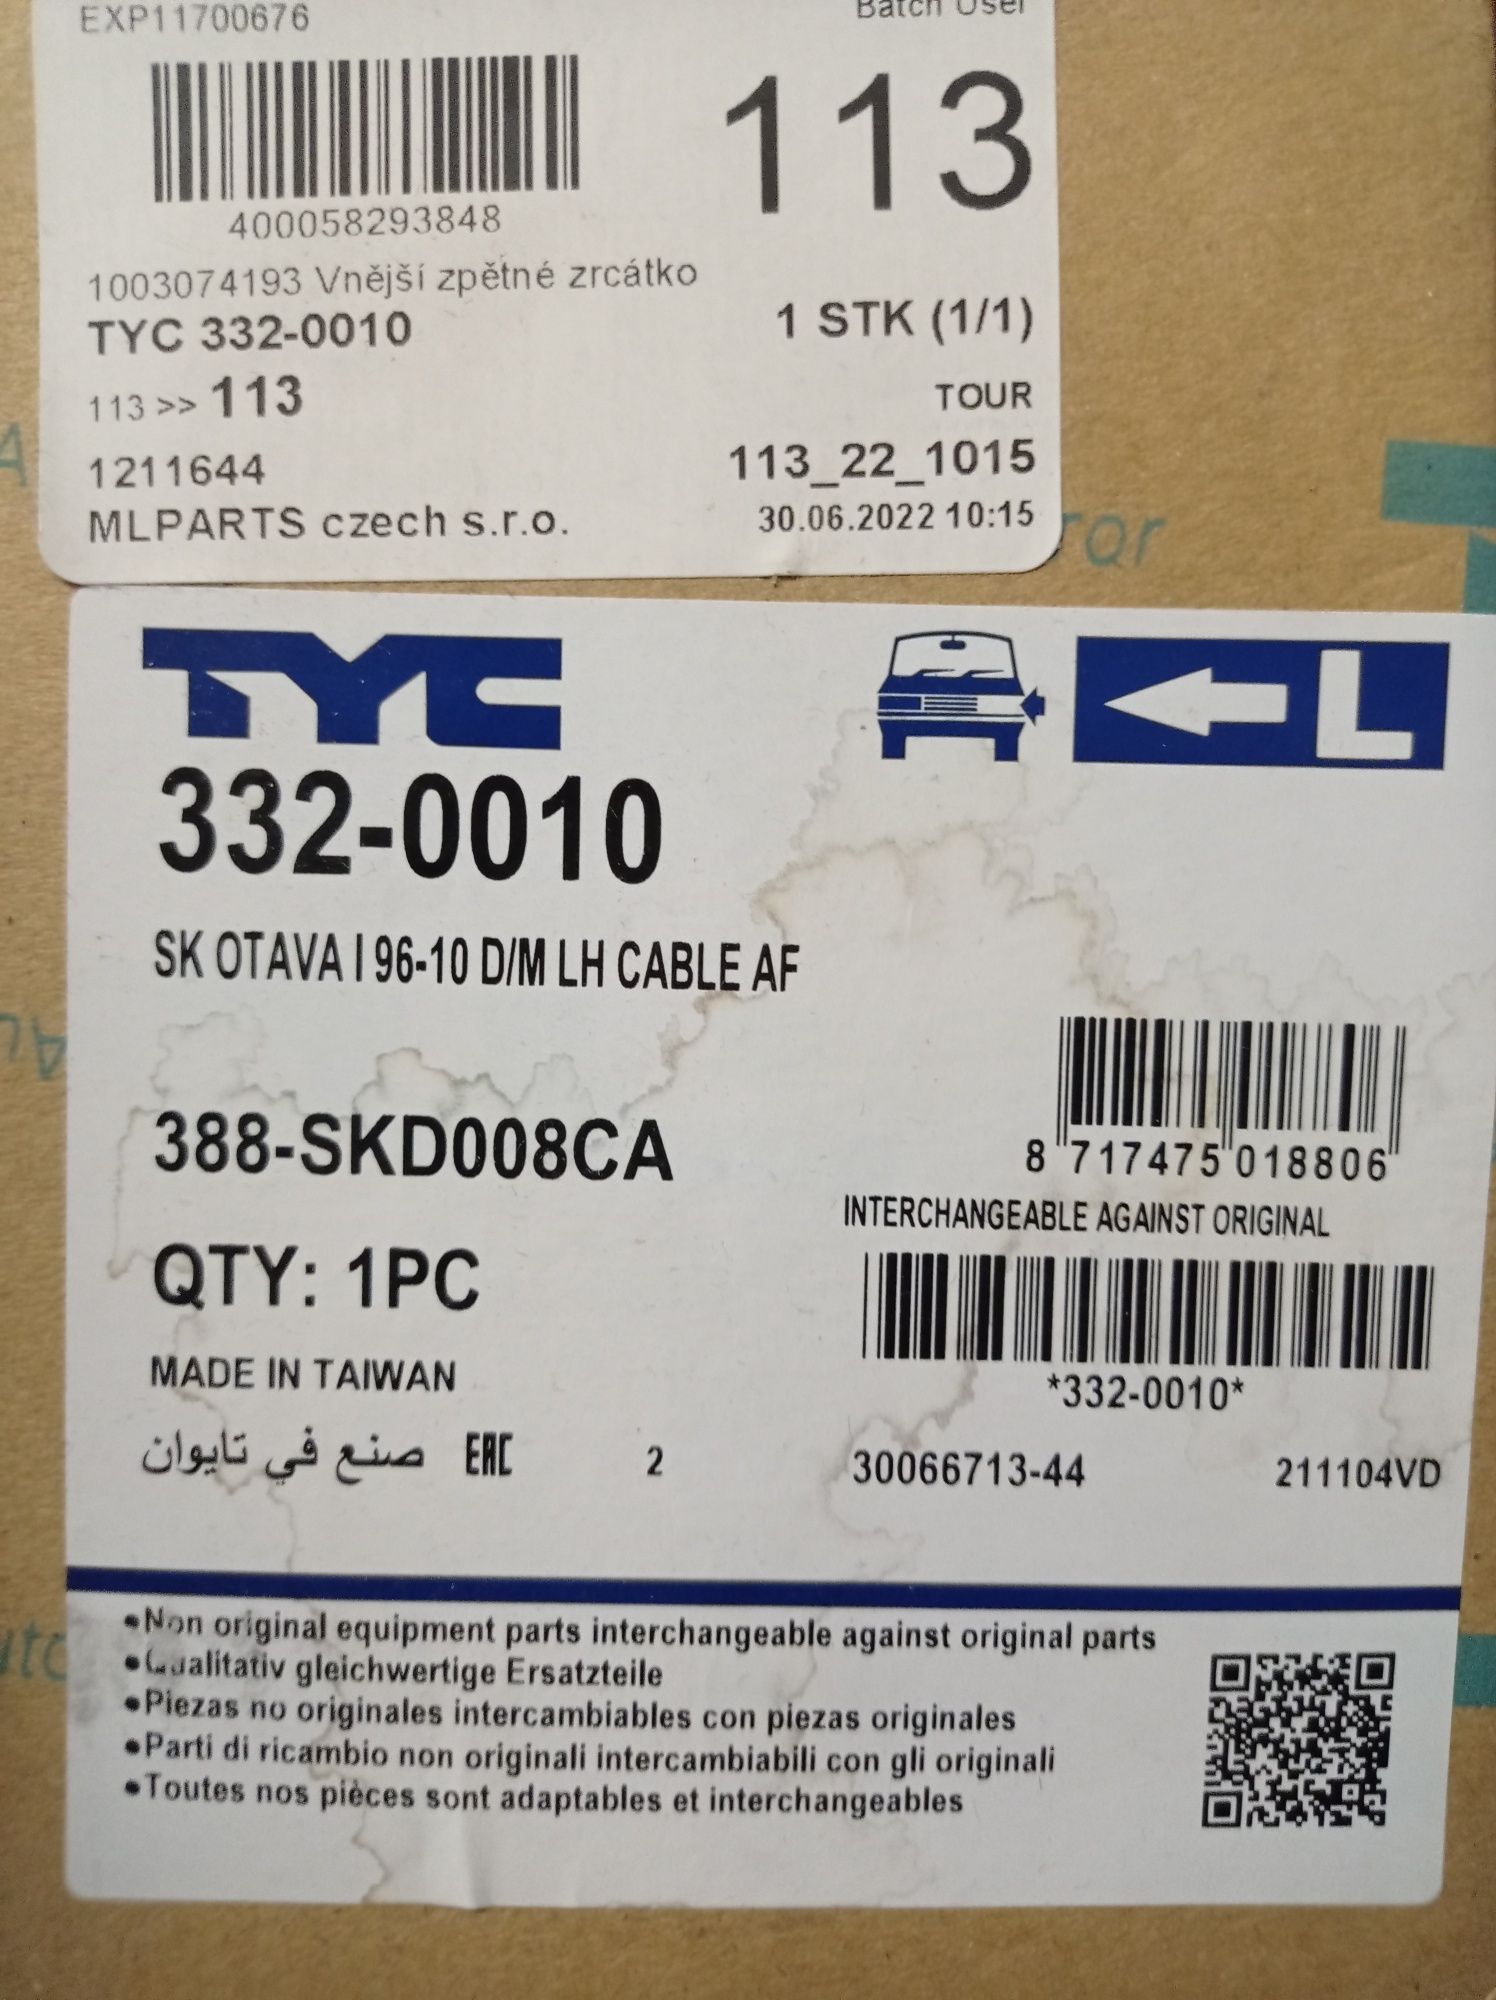 EXP11700676
Batch User
113
400058293848
1003074193 Vnější zpětné zrcátko
TYC 332-0010
1 STK (1/1)
113 >> 113
TOUR
1211644
113_22_1015
MLPARTS czech s.r.o.
30.06.2022 10:15
TYC
L
332-0010
SK OTAVA I 96-10 D/M LH CABLE AF
388-SKD008CA
8 717475 018806
INTERCHANGEABLE AGAINST ORIGINAL
QTY: 1PC
*332-0010*
MADE IN TAIWAN
صنع في تايوان
EAC
2
30066713-44
211104VD
•Non original equipment parts interchangeable against original parts
•Qualitativ gleichwertige Ersatzteile
•Piezas no originales intercambiables con piezas originales
•Parti di ricambio non originali intercambiabili con gli originali
•Toutes nos pièces sont adaptables et interchangeables